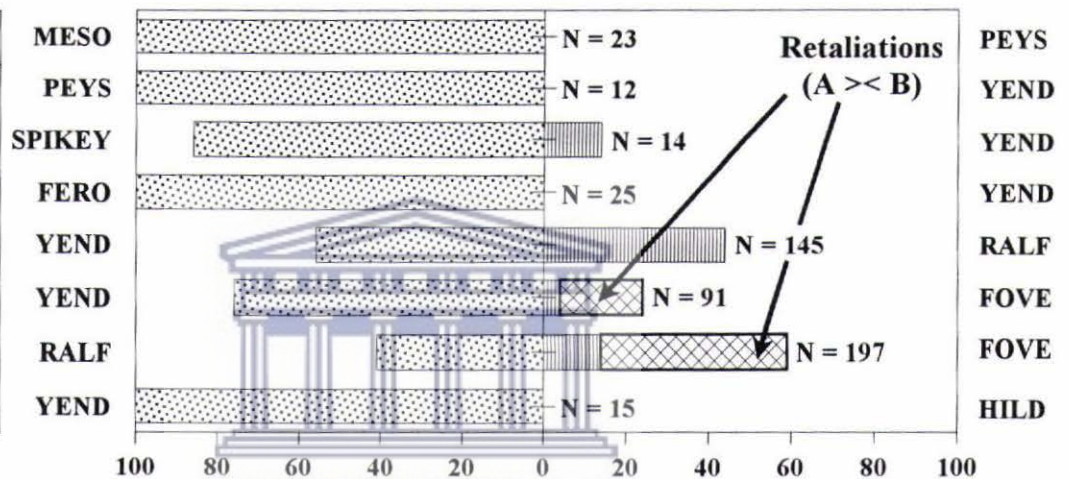 MESO N = 23 PEYS
Retaliations
(A >< B)
PEYS N = 12 YEND
SPIKEY N = 14 YEND
FERO N = 25 YEND
YEND N = 145 RALF
YEND N = 91 FOVE
RALF N = 197 FOVE
YEND N = 15 HILD
100 80 60 40 20 0 20 40 60 80 100